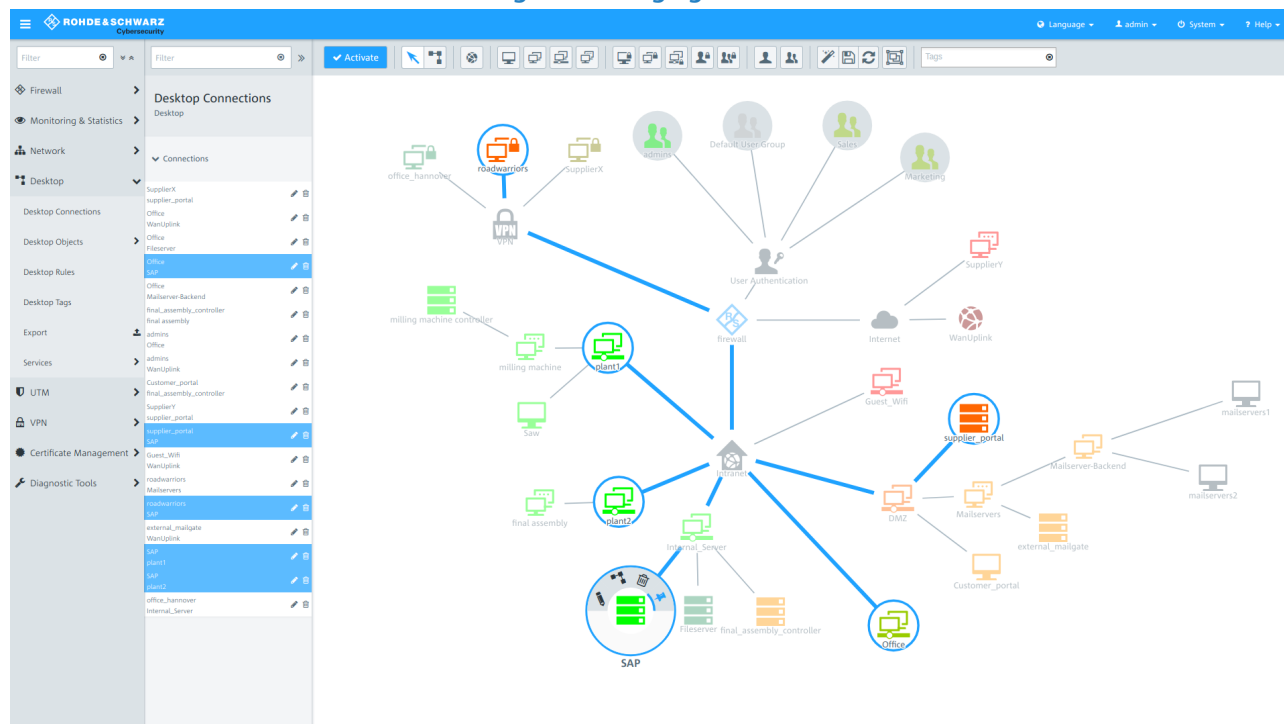 ROHDE & SCHWARZ
Cybersecurity
Language
admin
System
? Help
Filter
Filter
Activate
Tags
Firewall
Monitoring & Statistics
Network
Desktop
Desktop Connections
Desktop Objects
Desktop Rules
Desktop Tags
Export
Services
UTM
VPN
Certificate Management
Diagnostic Tools
Desktop Connections
Desktop
Connections
SupplierX
supplier_portal
Office
WanUplink
Office
Fileserver
Office
SAP
Office
Mailserver-Backend
final_assembly_controller
final assembly
admins
Office
admins
WanUplink
Customer_portal
final_assembly_controller
SupplierY
supplier_portal
supplier_portal
SAP
Guest_Wifi
WanUplink
roadwarriors
Mailservers
roadwarriors
SAP
external_mailgate
WanUplink
SAP
plant1
SAP
plant2
office_hannover
Internal_Server
office_hannover
roadwarriors
SupplierX
admins
Default User Group
Sales
Marketing
VPN
VPN
User Authentication
SupplierY
milling machine controller
R/S
firewall
Internet
WanUplink
milling machine
plant1
Guest_Wifi
Saw
supplier_portal
mailservers1
Intranet
Mailserver-Backend
mailservers2
final assembly
plant2
DMZ
Mailservers
Internal_Server
external_mailgate
Customer_portal
Fileserver
final_assembly_controller
Office
SAP